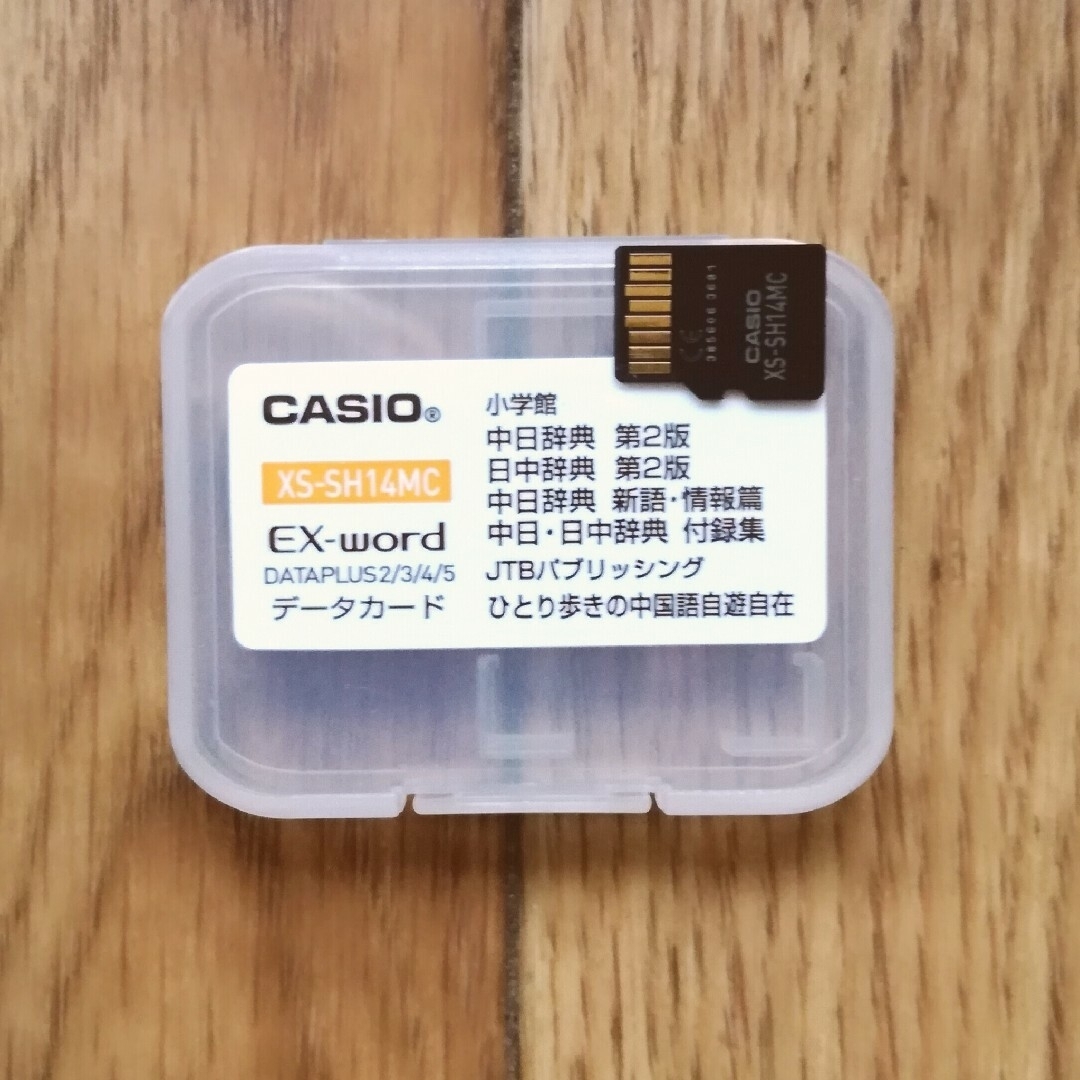 CASIO®
XS-SH14MC
EX-word
DATAPLUS2/3/4/5
データカード
小学館
中日辞典 第2版
日中辞典 第2版
中日辞典 新語・情報篇
中日・日中辞典 付録集
JTBパブリッシング
ひとり歩きの中国語自遊自在
CASIO
XS-SH14MC
CE